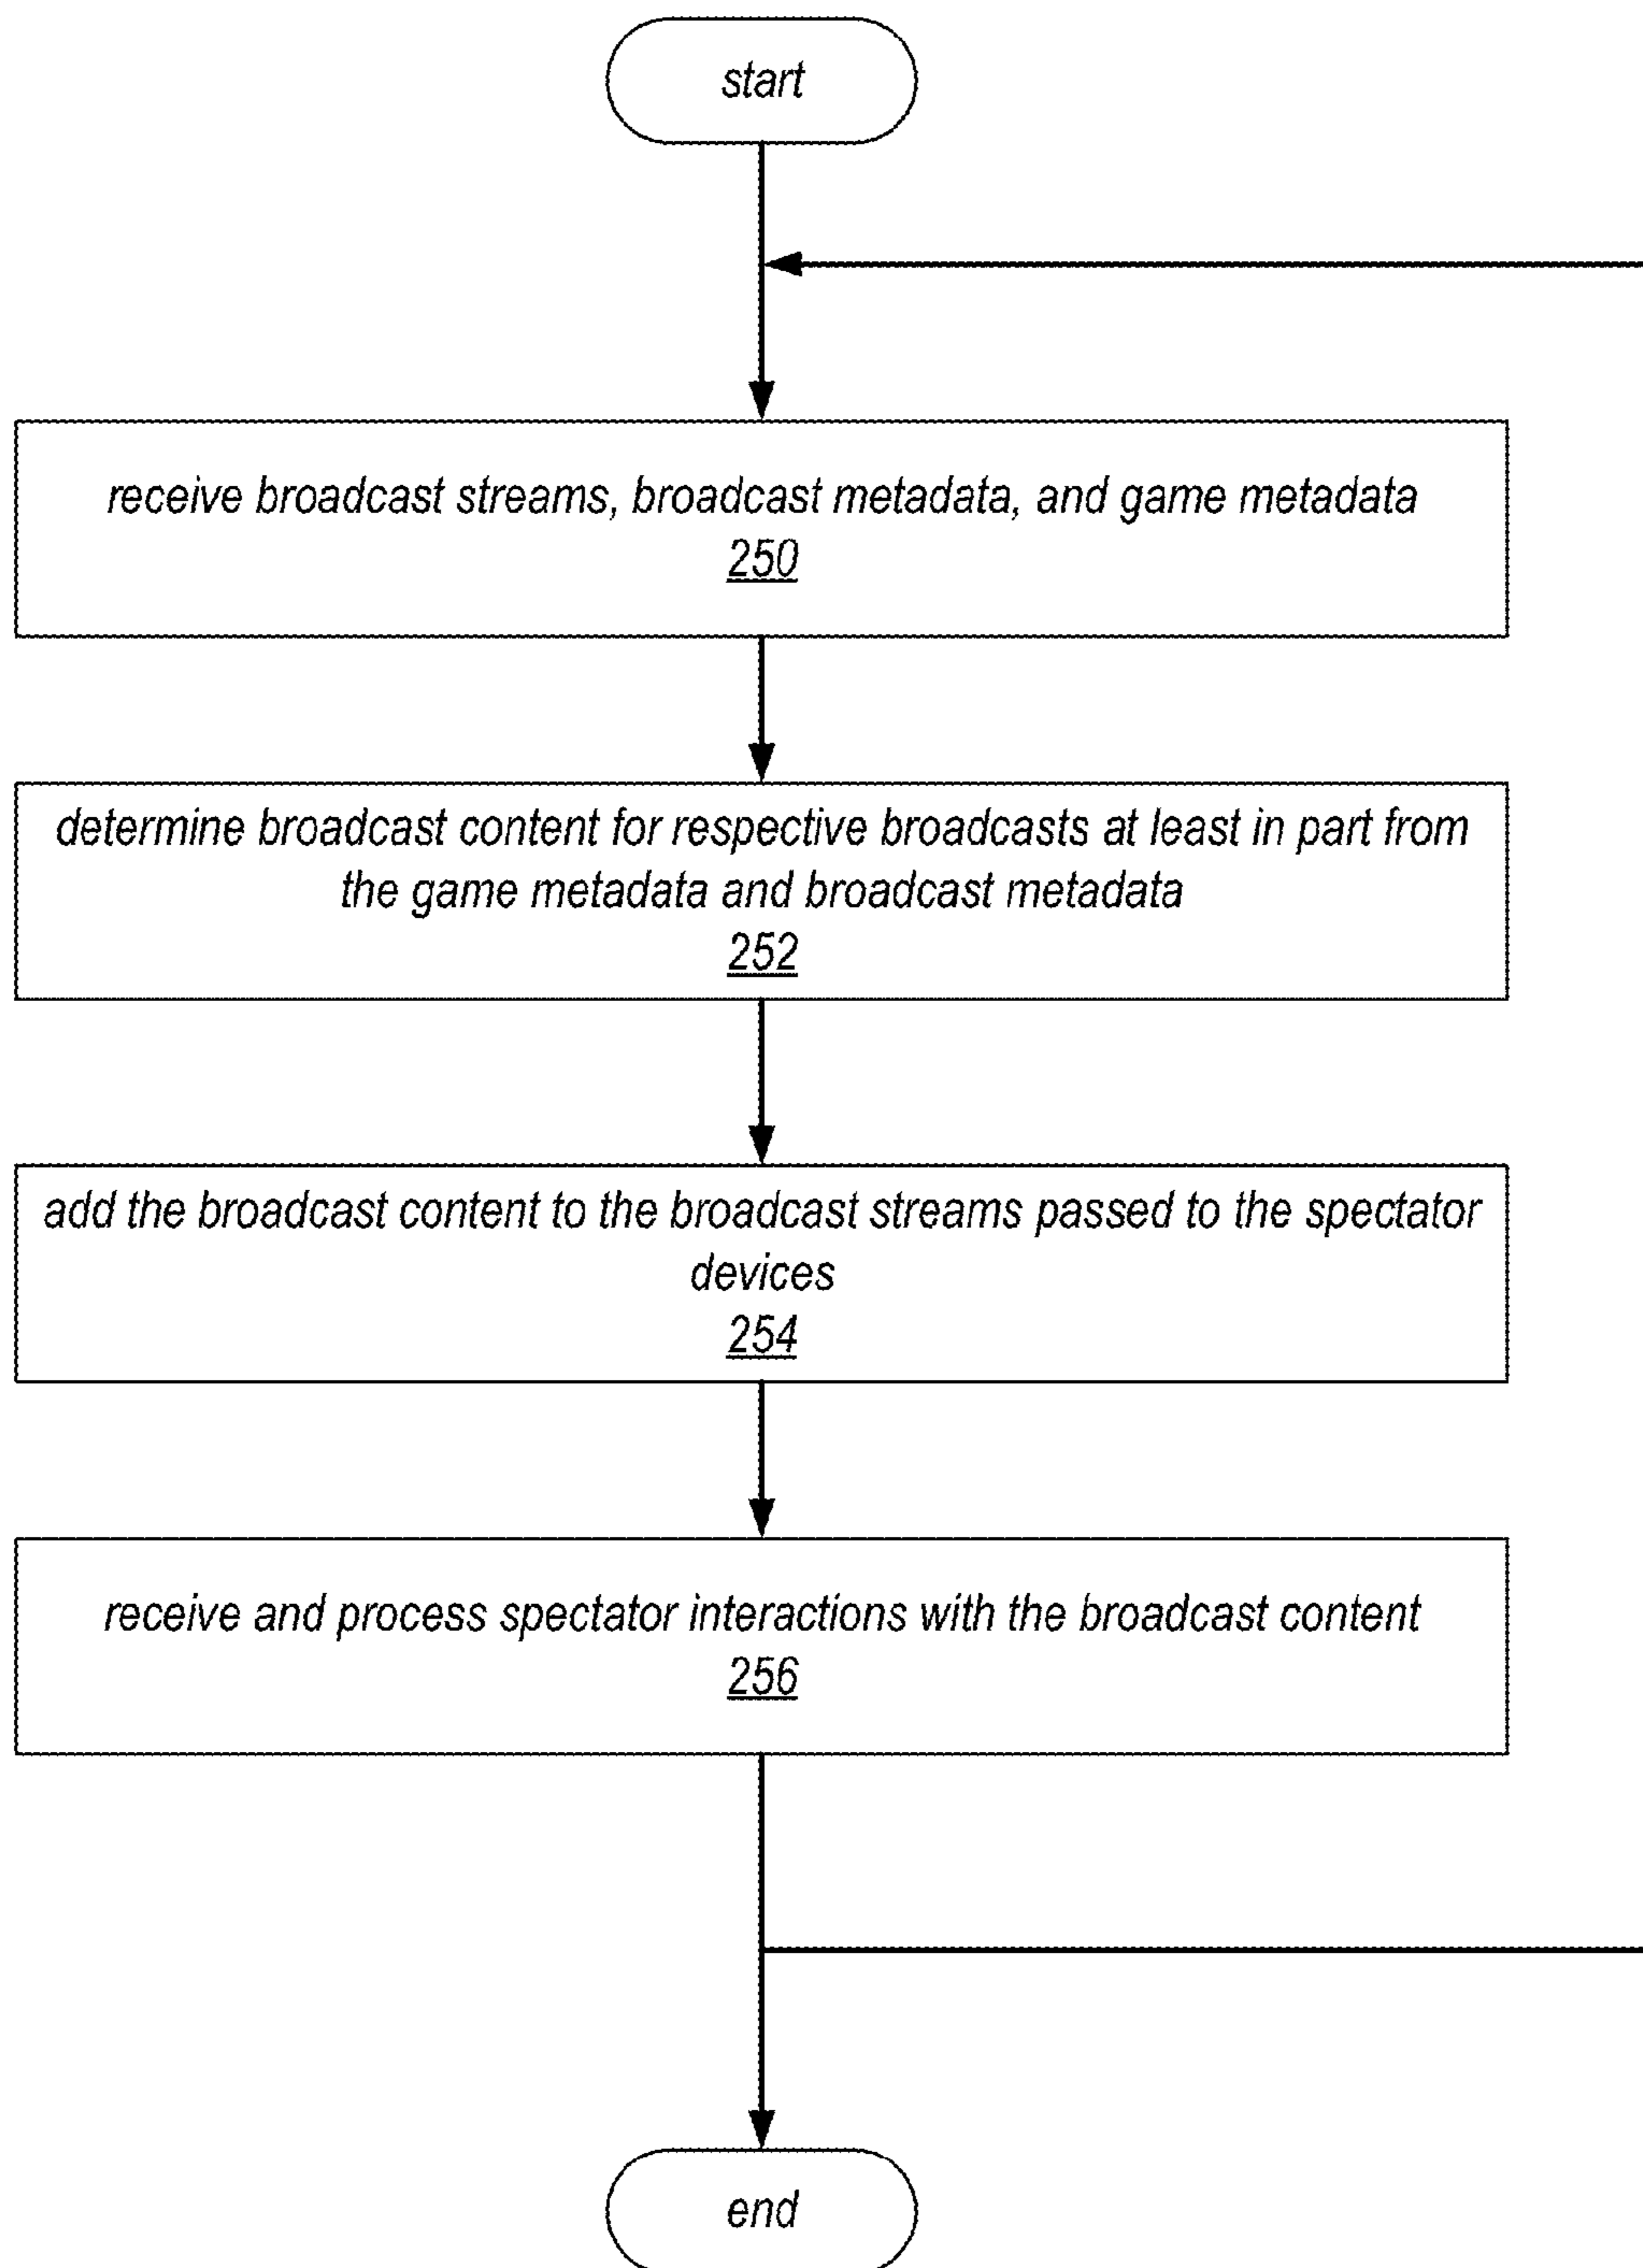 start
receive broadcast streams, broadcast metadata, and game metadata
250
determine broadcast content for respective broadcasts at least in part from
the game metadata and broadcast metadata
252
add the broadcast content to the broadcast streams passed to the spectator
devices
254
receive and process spectator interactions with the broadcast content
256
end